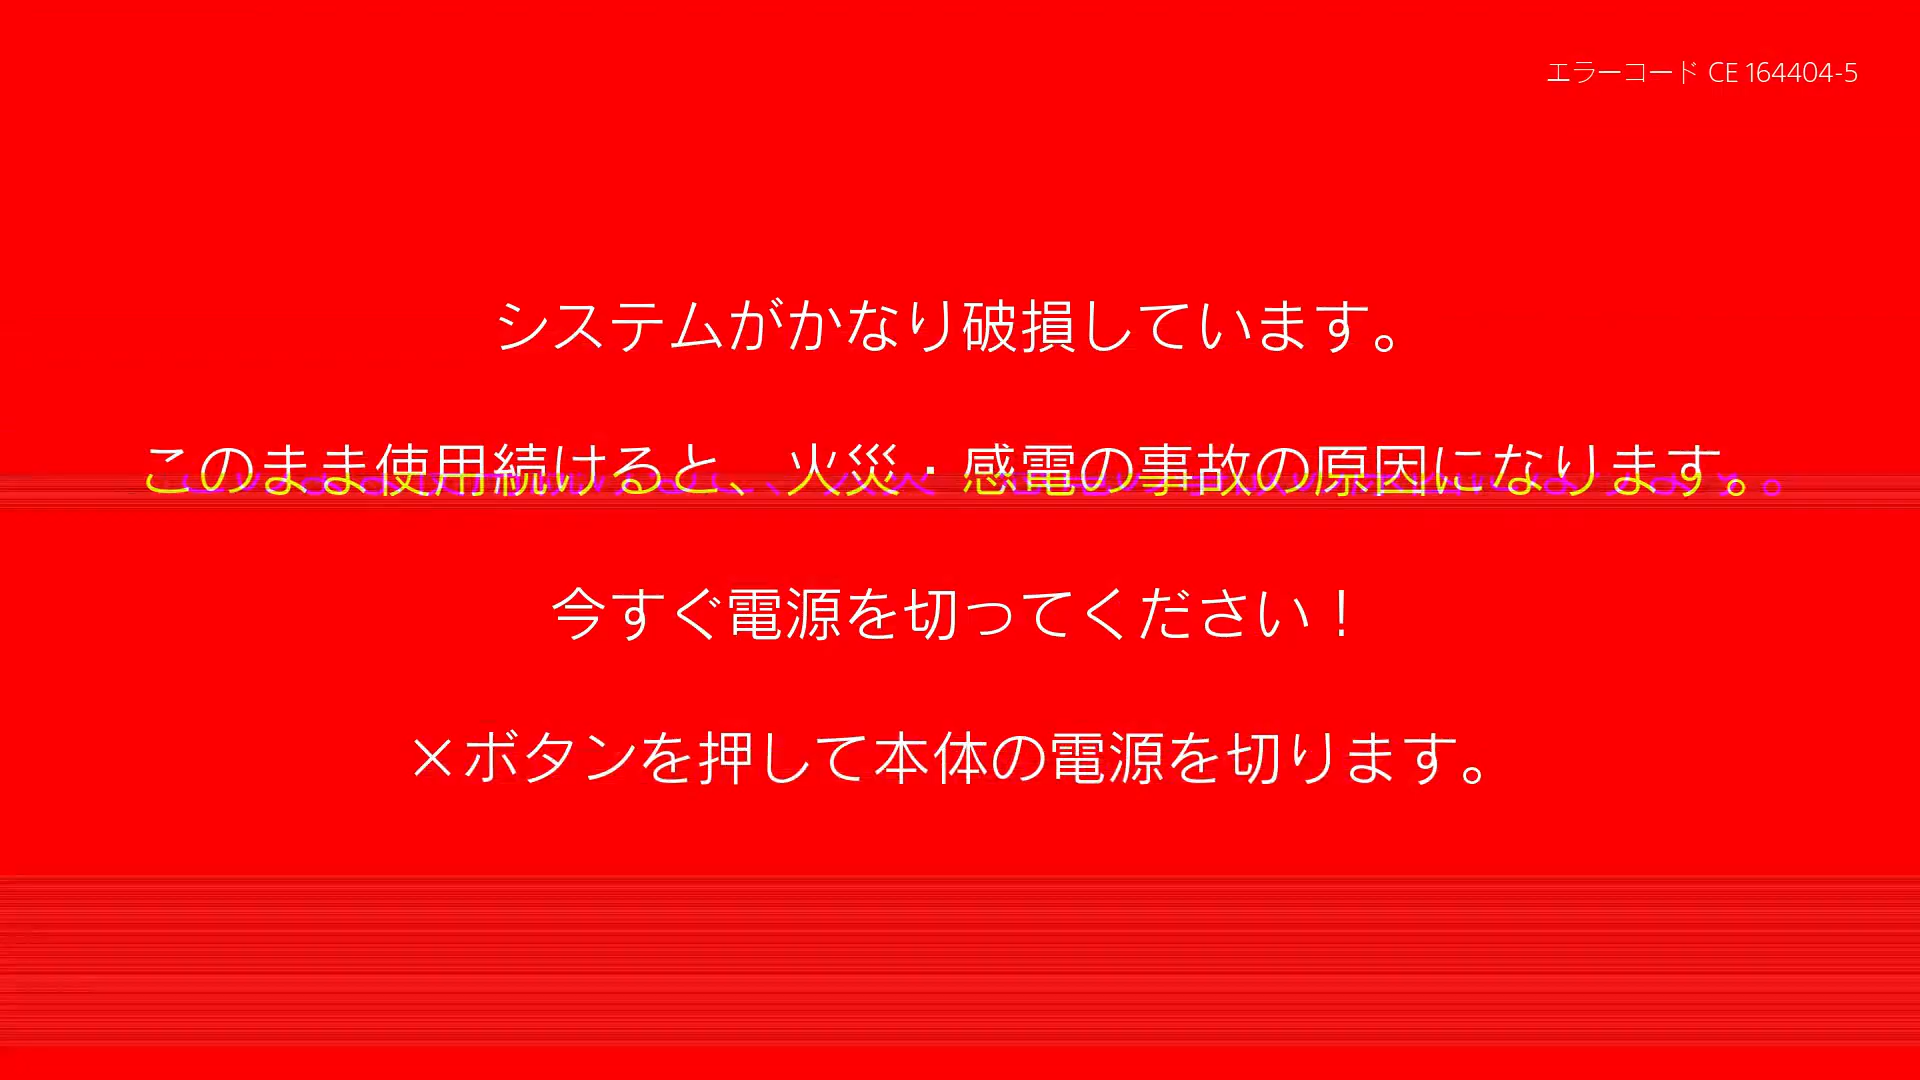 エラーコード CE 164404-5
システムがかなり破損しています。
このまま使用続けると、火災・感電の事故の原因になります。
今すぐ電源を切ってください！
×ボタンを押して本体の電源を切ります。